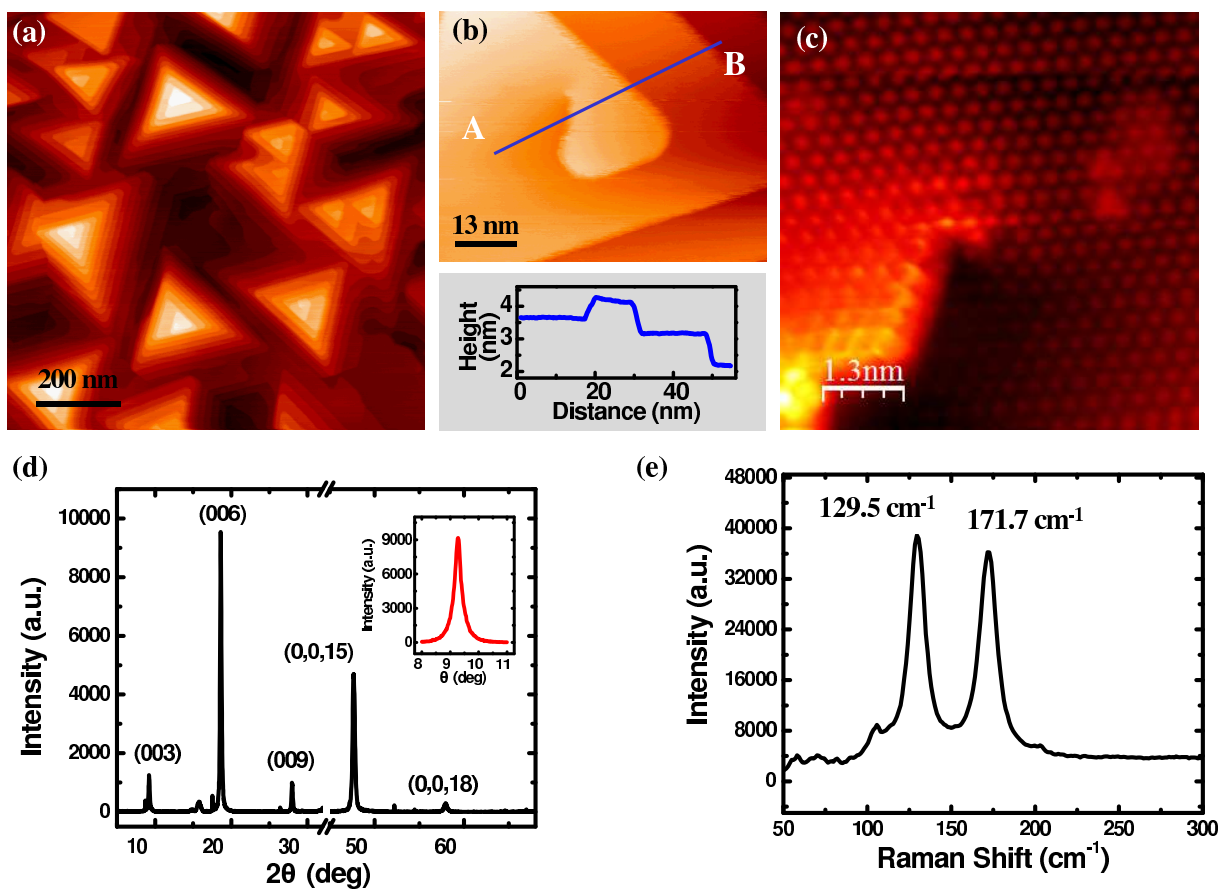 (a)
200 nm
(b)
A
B
13 nm
Height
(nm)
4
3
2
0
20
40
Distance (nm)
(c)
1.3nm
(d)
Intensity (a.u.)
10000
8000
6000
4000
2000
0
(003)
(006)
(009)
(0,0,15)
(0,0,18)
10
20
30
50
60
2θ (deg)
Intensity (a.u.)
9000
6000
3000
0
8
9
10
11
θ (deg)
(e)
Intensity (a.u.)
48000
40000
32000
24000
16000
8000
0
129.5 cm-1
171.7 cm-1
50
100
150
200
250
300
Raman Shift (cm-1)